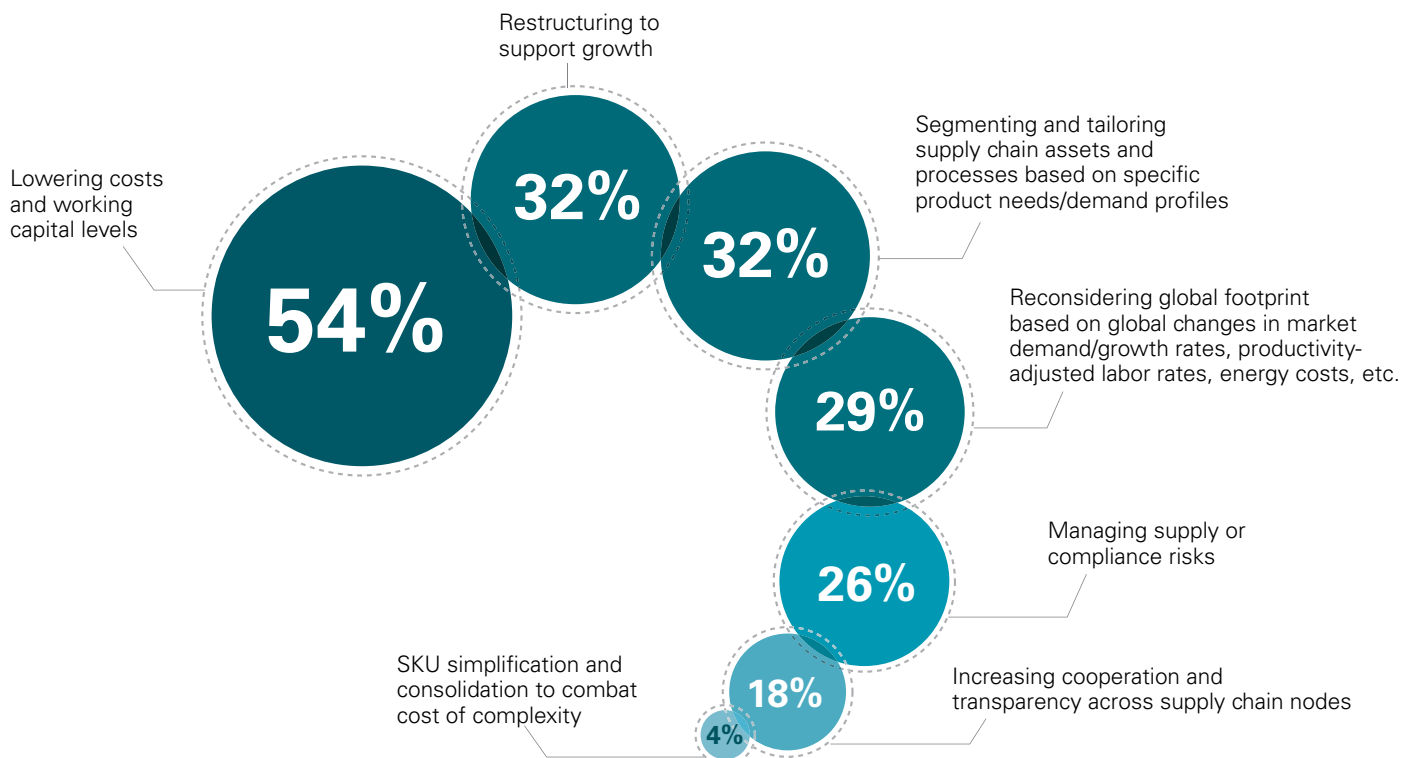 Restructuring to
support growth
32%
Lowering costs
and working
capital levels
54%
Segmenting and tailoring
supply chain assets and
processes based on specific
product needs/demand profiles
32%
Reconsidering global footprint
based on global changes in market
demand/growth rates, productivity-
adjusted labor rates, energy costs, etc.
29%
Managing supply or
compliance risks
26%
Increasing cooperation and
transparency across supply chain nodes
18%
SKU simplification and
consolidation to combat
cost of complexity
4%